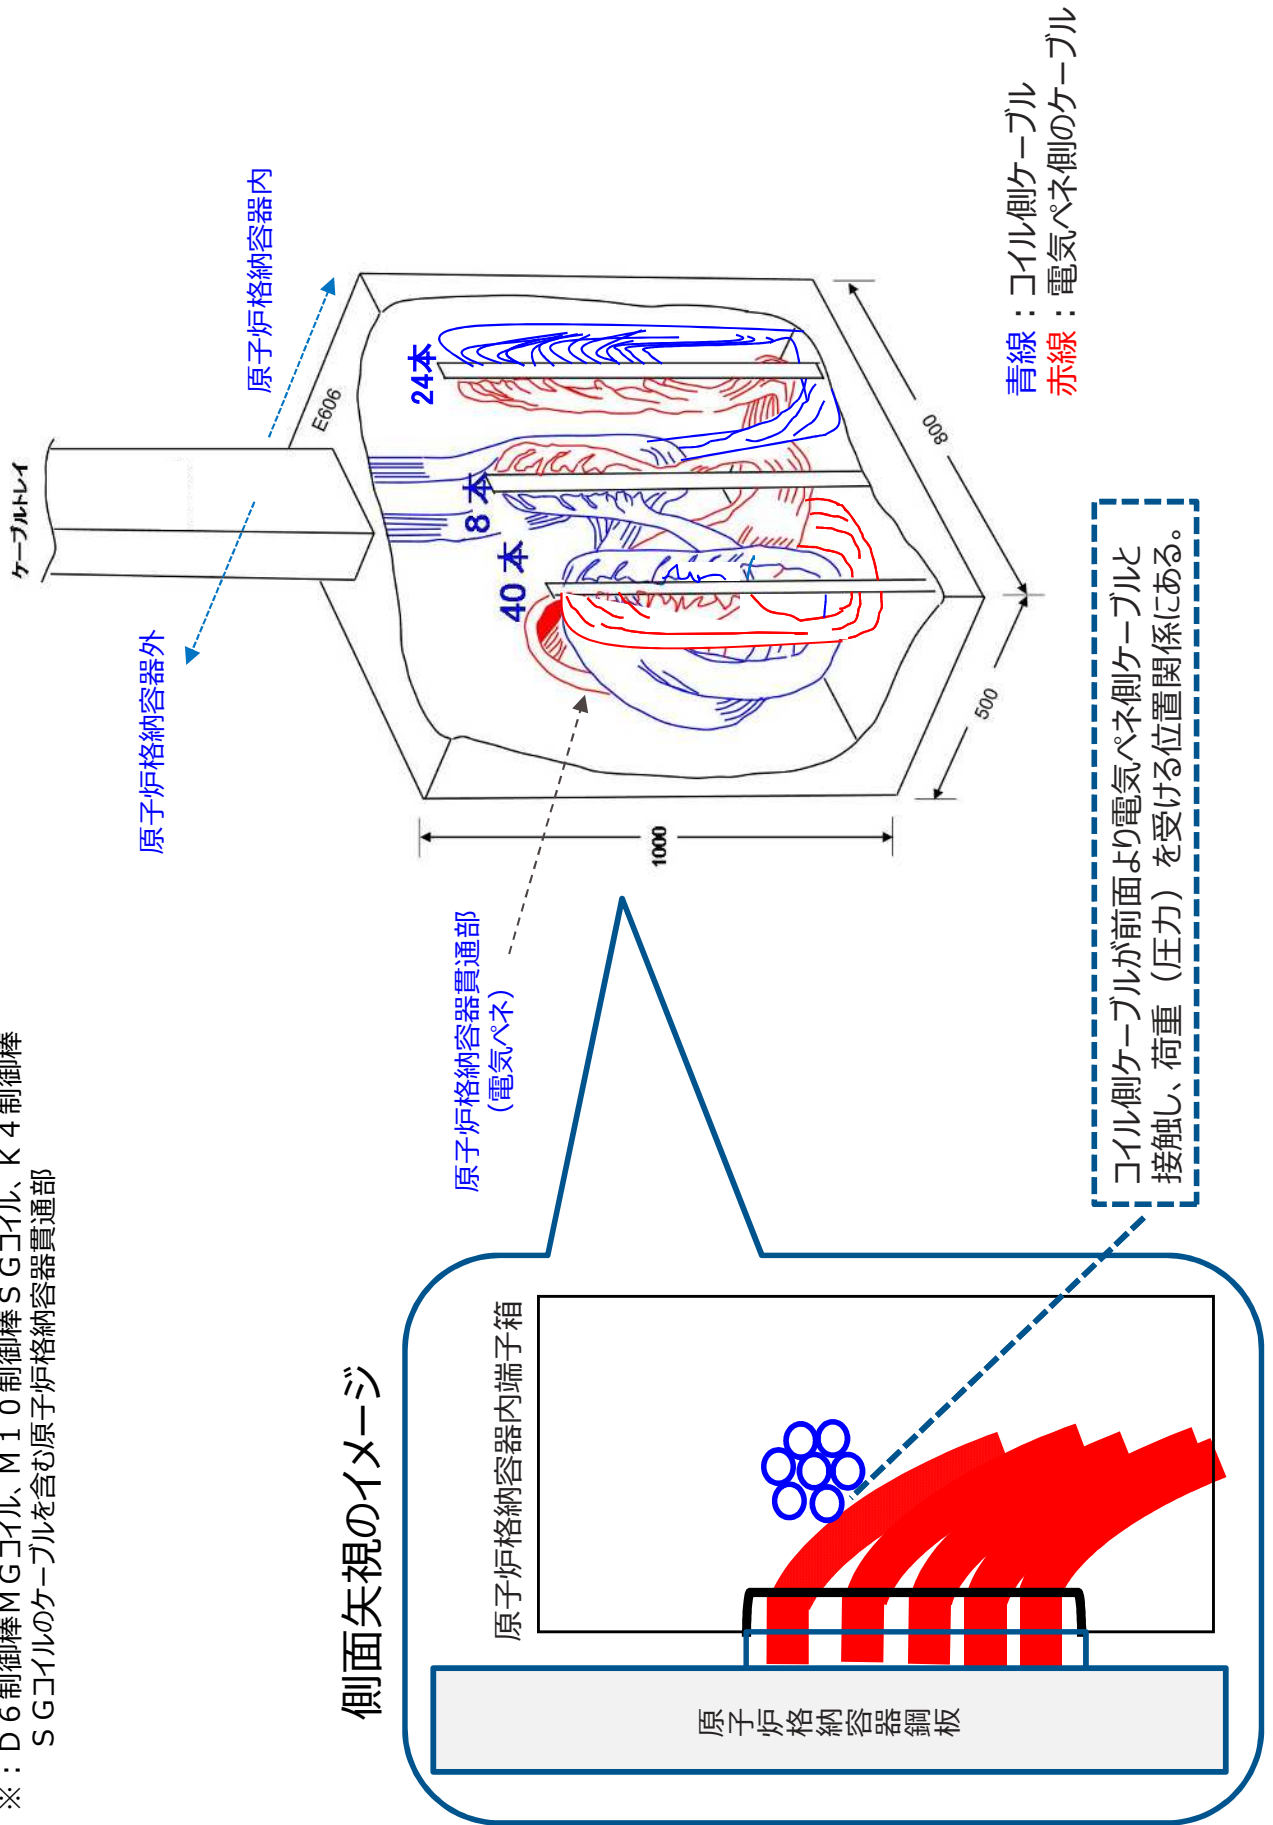 ※：Ｄ６制御棒ＭＧコイル、Ｍ１０制御棒ＳＧコイル、Ｋ４制御棒
ＳＧコイルのケーブルを含む原子炉格納容器貫通部
ケーブルトレイ
原子炉格納容器外
原子炉格納容器内
E606
24本
8本
40本
原子炉格納容器貫通部
（電気ペネ）
1000
500
800
青線：コイル側ケーブル
赤線：電気ペネ側のケーブル
側面矢視のイメージ
原子炉格納容器内端子箱
原子炉格納容器鋼板
コイル側ケーブルが前面より電気ペネ側ケーブルと
接触し、荷重（圧力）を受ける位置関係にある。